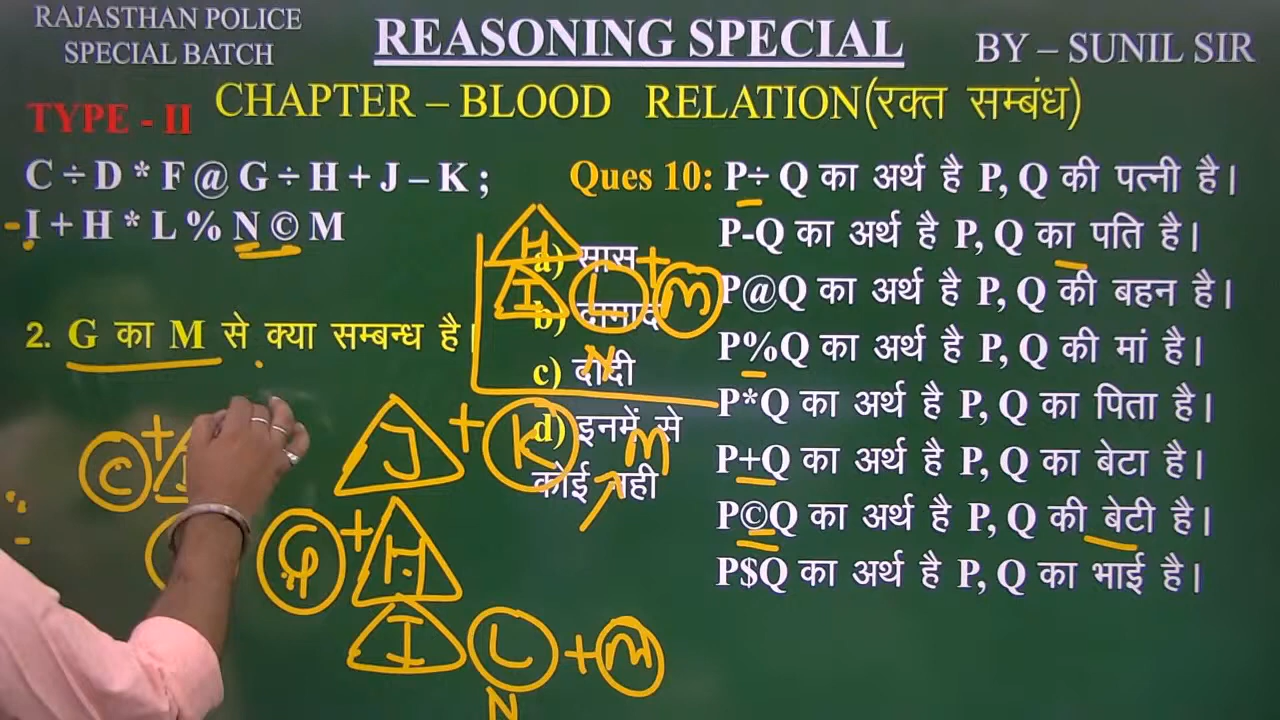 RAJASTHAN POLICE
SPECIAL BATCH
REASONING SPECIAL
BY – SUNIL SIR
CHAPTER – BLOOD RELATION(रक्त सम्बंध)
TYPE - II
C ÷ D * F @ G ÷ H + J – K ;
I + H * L % N © M
2. G का M से क्या सम्बन्ध है|
Ques 10:
a) सास
b) दामाद
c) दादी
d) इनमें से
कोई नही
P÷ Q का अर्थ है P, Q की पत्नी है|
P-Q का अर्थ है P, Q का पति है|
P@Q का अर्थ है P, Q की बहन है|
P%Q का अर्थ है P, Q की मां है|
P*Q का अर्थ है P, Q का पिता है|
P+Q का अर्थ है P, Q का बेटा है|
P©Q का अर्थ है P, Q की बेटी है|
P$Q का अर्थ है P, Q का भाई है|
H
I L + M
N
C + J + K
M
G + H
I L + M
N